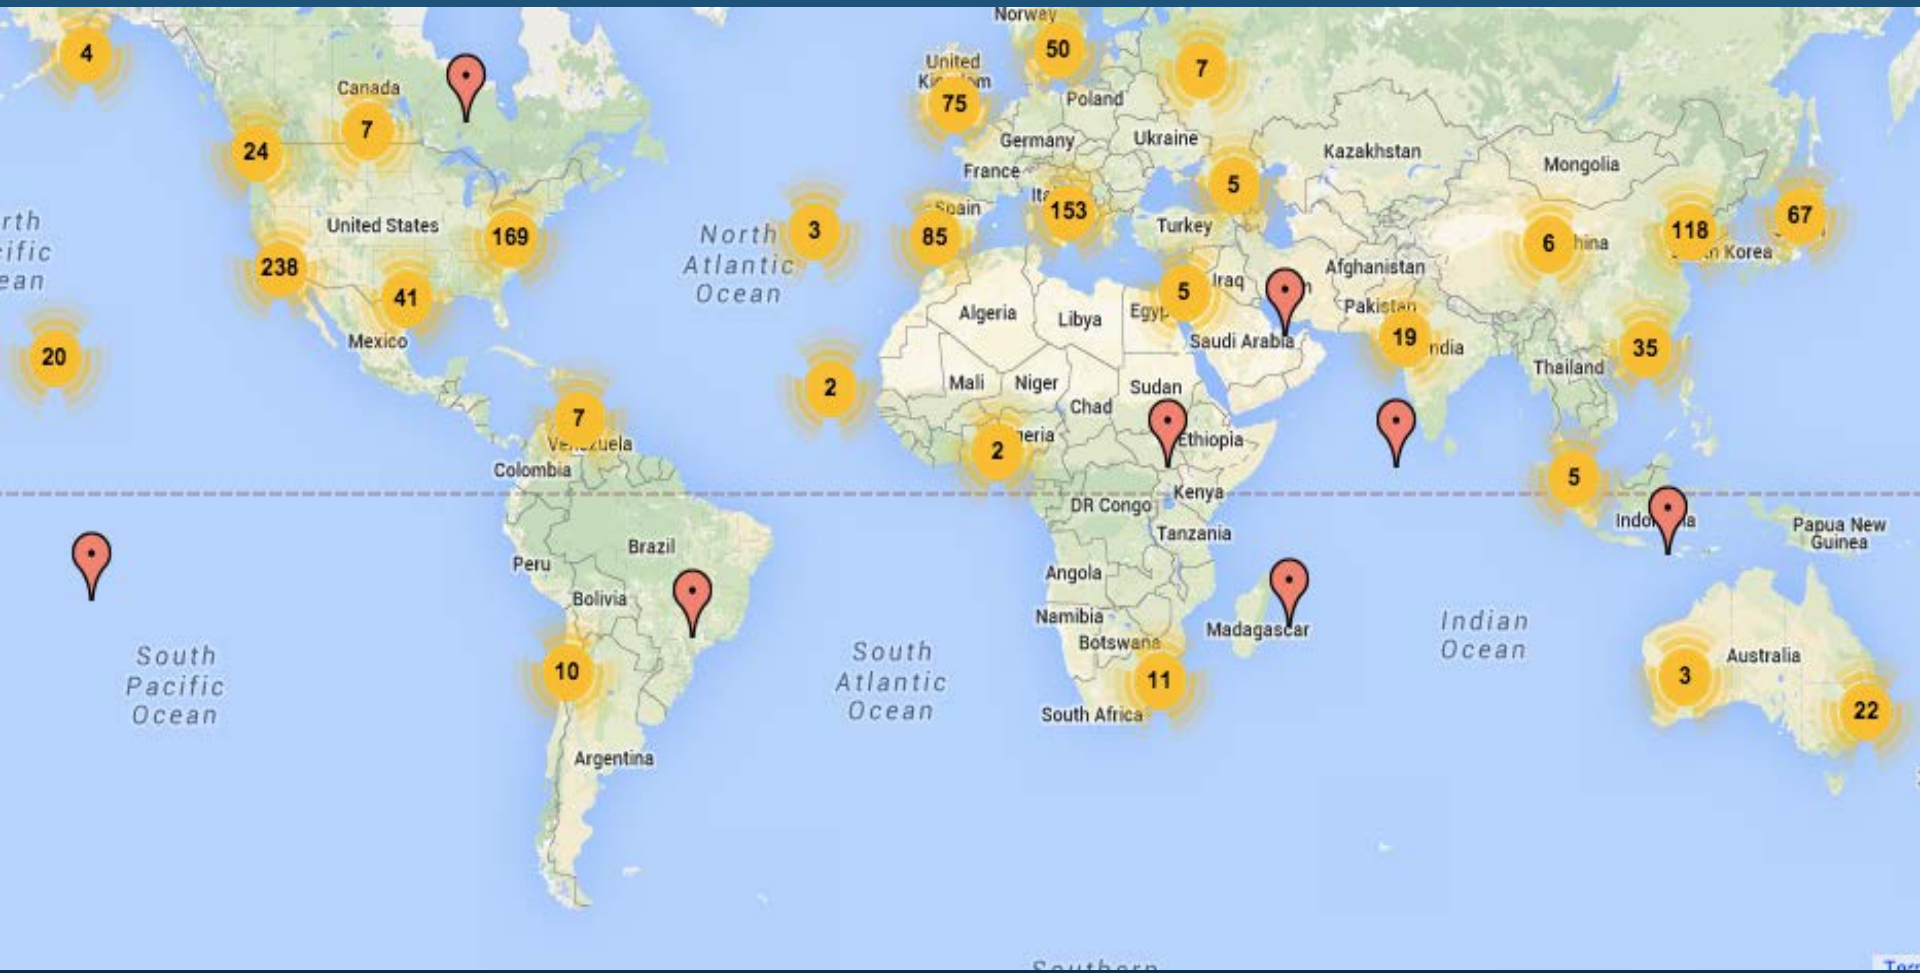 Norway
50
4
United
7
75
Canada
Poland
7
Germany
Ukraine
24
Kazakhstan
Mongolia
France
5
Spain
153
67
United States
Turkey
169
North
Atlantic
Ocean
3
85
6
118
Korea
238
Afghanistan
41
Iraq
5
Algeria
Libya
Pakistan
Mexico
Saudi Arabia
19
35
20
Thailand
2
Mali
Niger
Sudan
Chad
7
Venezuela
2
Ethiopia
Colombia
5
Kenya
DR Congo
Papua New
Guinea
Tanzania
Brazil
Peru
Angola
Bolivia
Namibia
Madagascar
Indian
Ocean
Botswana
South
Pacific
Ocean
South
Atlantic
Ocean
10
11
3
Australia
South Africa
22
Argentina